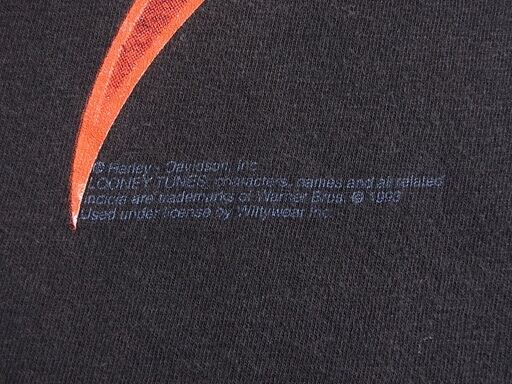 © Harley - Davidson, Inc.
LOONEY TUNES, characters, names and all related
indicia are trademarks of Warner Bros. © 1993
Used under license by Wittywear Inc.